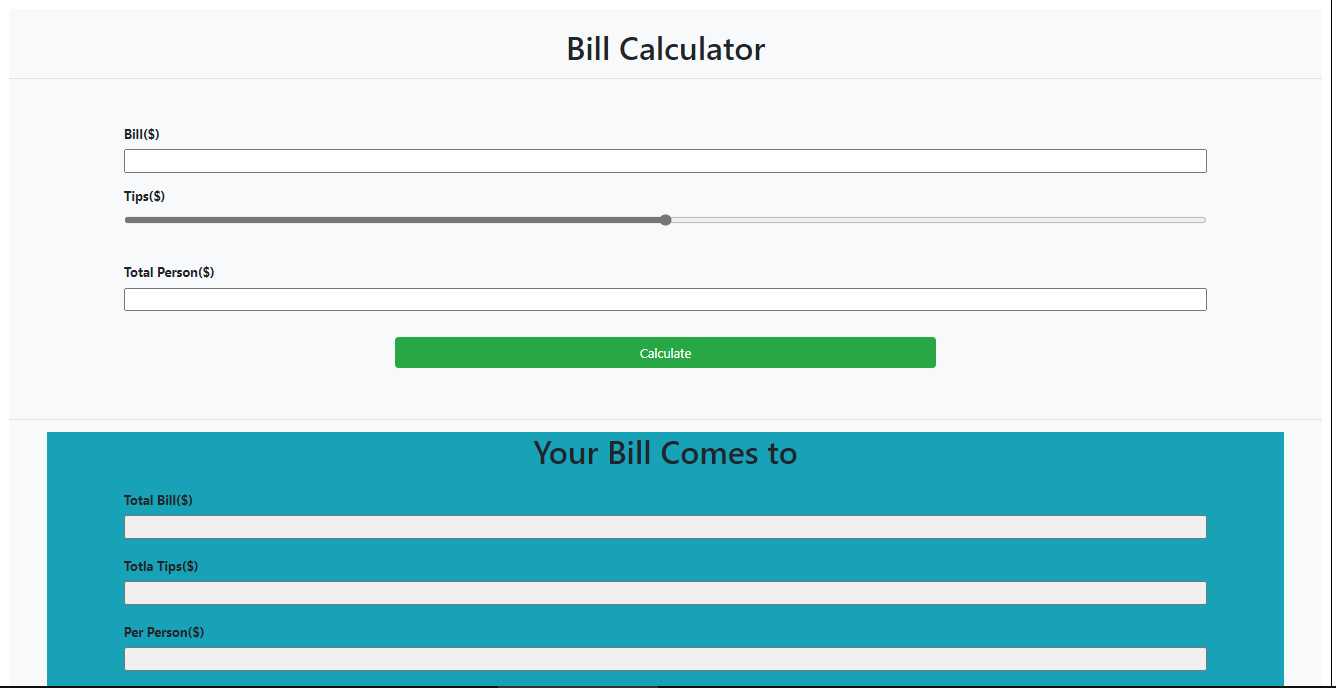 Bill Calculator
Bill($)
Tips($)
Total Person($)
Calculate
Your Bill Comes to
Total Bill($)
Totla Tips($)
Per Person($)